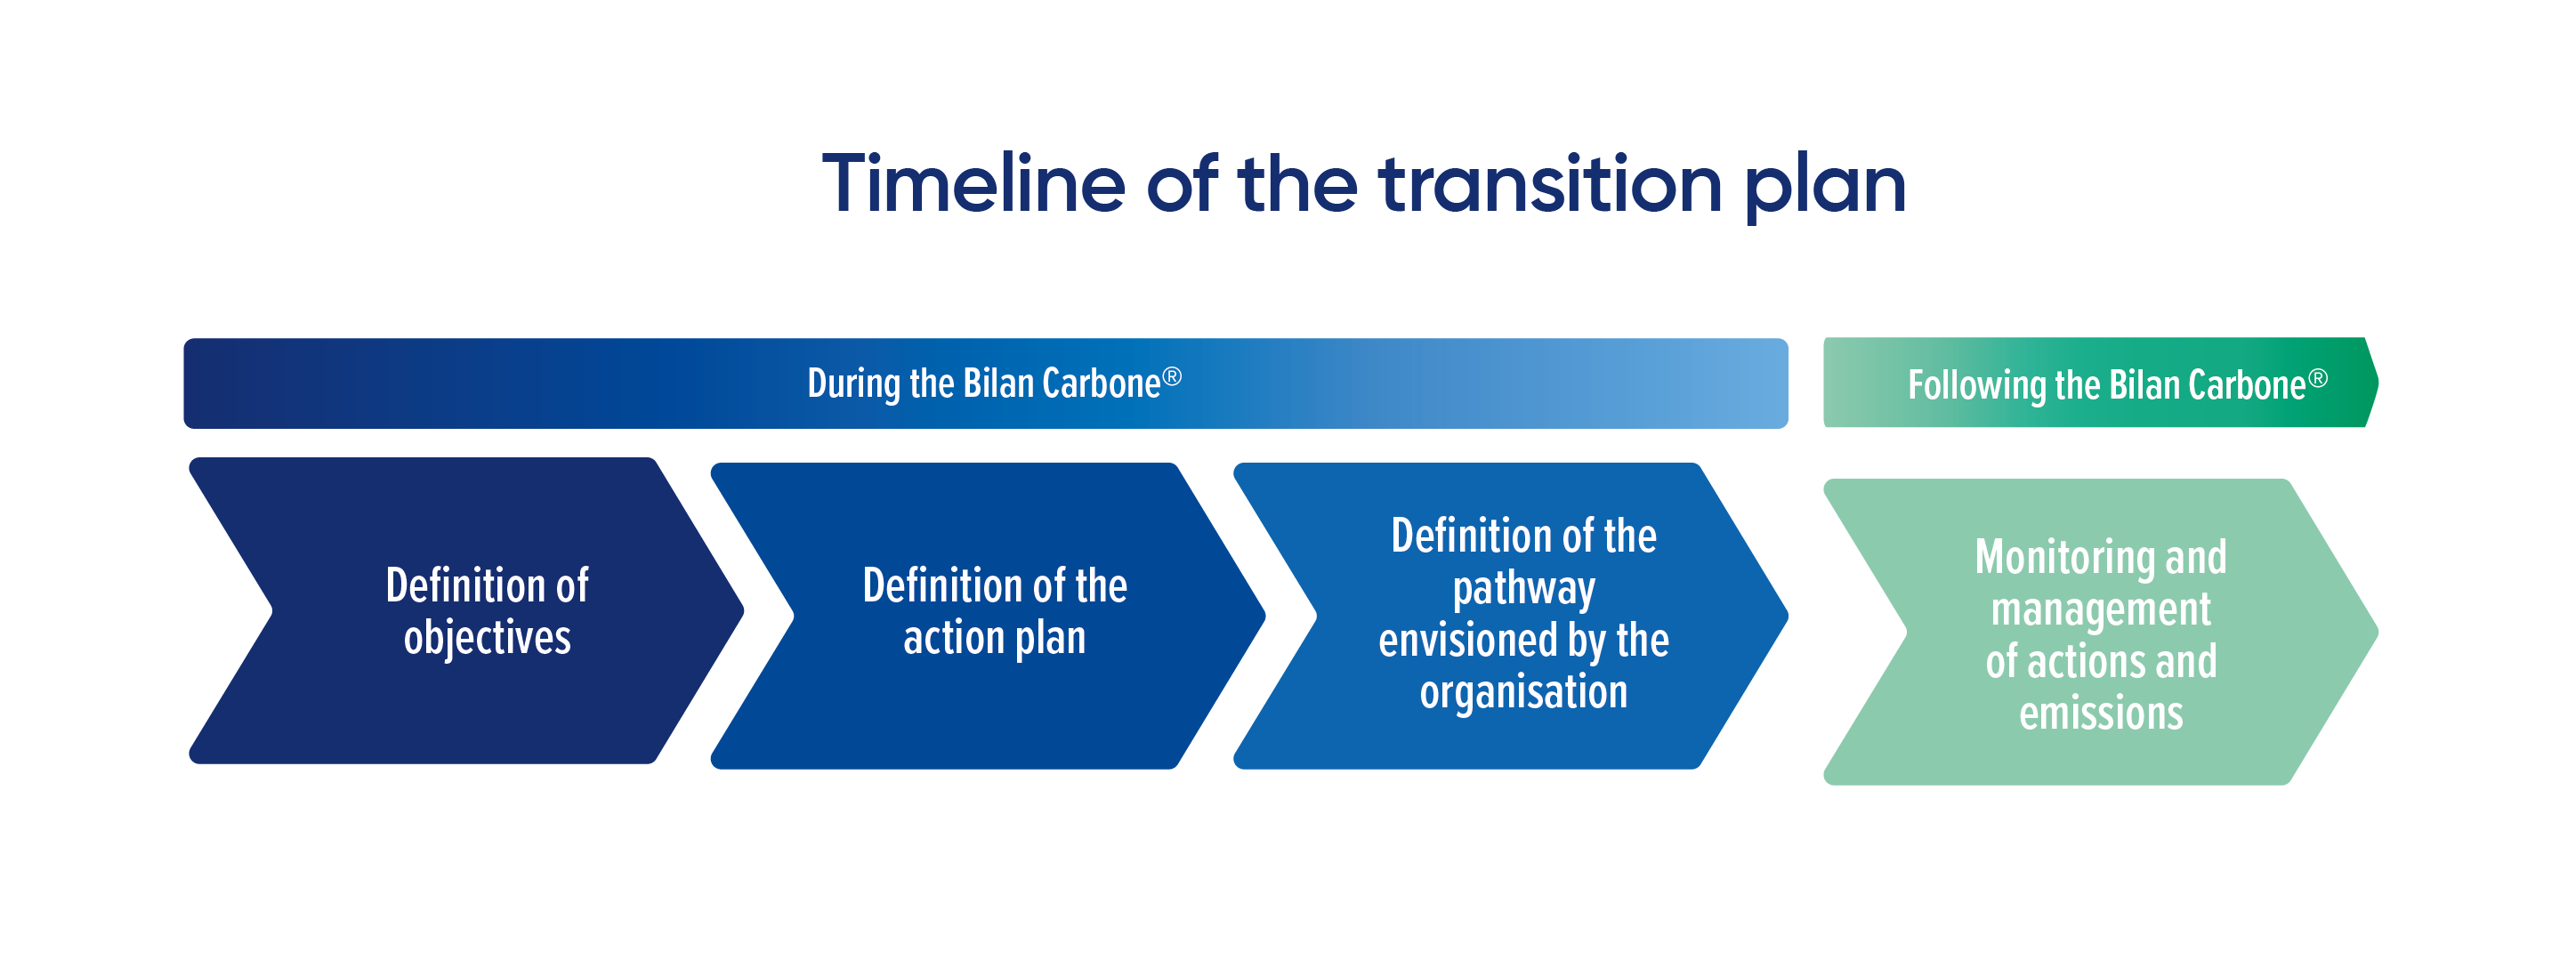 Timeline of the transition plan
During the Bilan Carbone®
Following the Bilan Carbone®
Definition of
objectives
Definition of the
action plan
Definition of the
pathway
envisioned by the
organisation
Monitoring and
management
of actions and
emissions